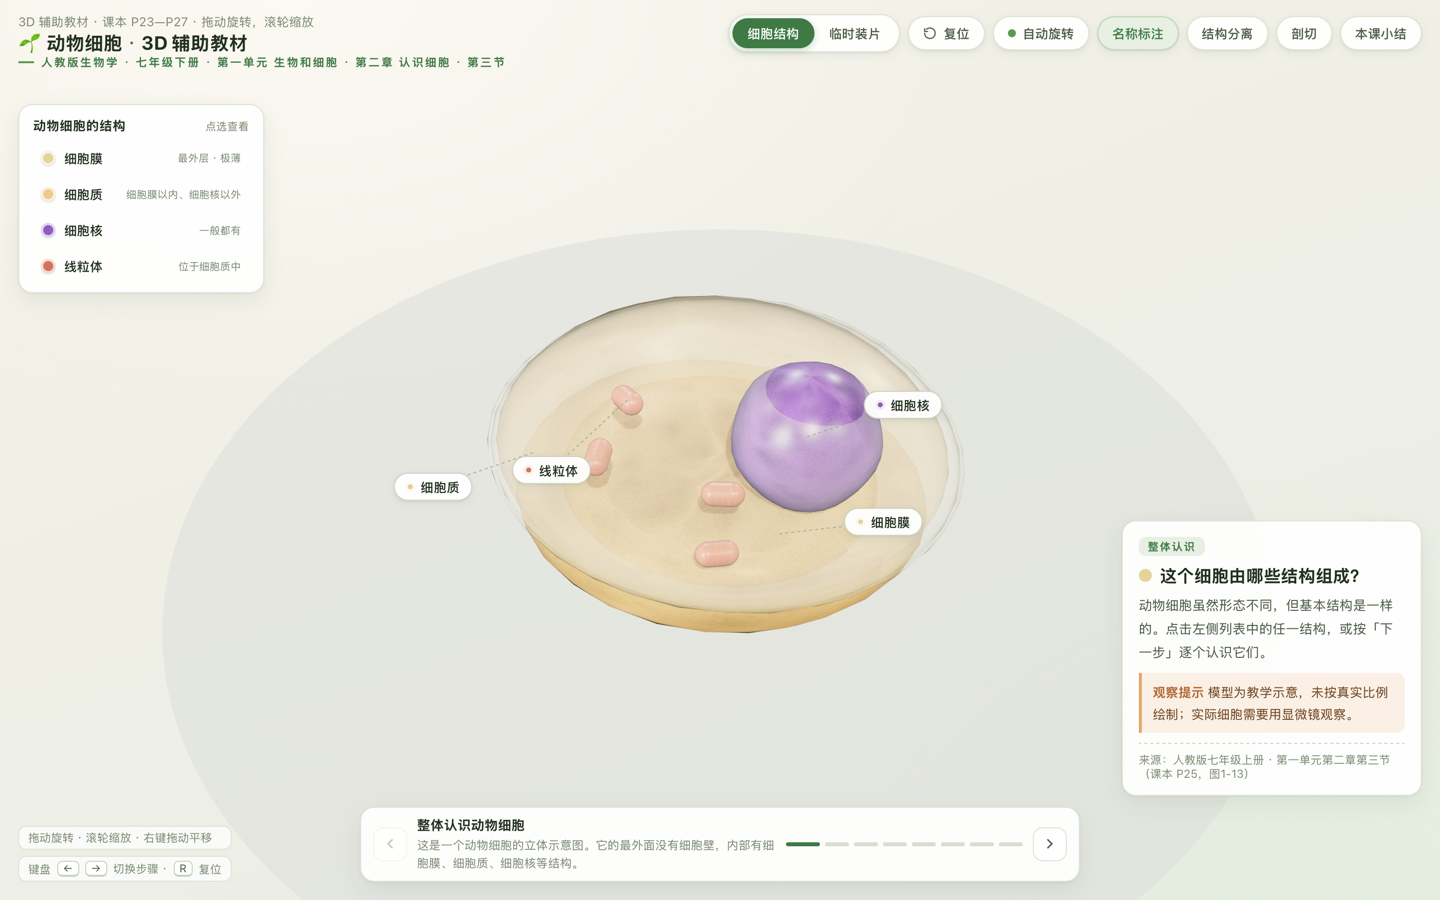 3D 辅助教材 · 课本 P23—P27 · 拖动旋转，滚轮缩放
动物细胞 · 3D 辅助教材
人教版生物学 · 七年级下册 · 第一单元 生物和细胞 · 第二章 认识细胞 · 第三节
细胞结构
临时装片
复位
自动旋转
名称标注
结构分离
剖切
本课小结
动物细胞的结构
点选查看
细胞膜
最外层 · 极薄
细胞质
细胞膜以内、细胞核以外
细胞核
一般都有
线粒体
位于细胞质中
细胞核
线粒体
细胞质
细胞膜
整体认识
这个细胞由哪些结构组成？
动物细胞虽然形态不同，但基本结构是一样
的。点击左侧列表中的任一结构，或按「下
一步」逐个认识它们。
观察提示 模型为教学示意，未按真实比例
绘制；实际细胞需要用显微镜观察。
来源：人教版七年级上册 · 第一单元第二章第三节
（课本 P25，图1-13）
整体认识动物细胞
这是一个动物细胞的立体示意图。它的最外面没有细胞壁，内部有细
胞膜、细胞质、细胞核等结构。
拖动旋转 · 滚轮缩放 · 右键拖动平移
键盘 ← → 切换步骤 · R 复位